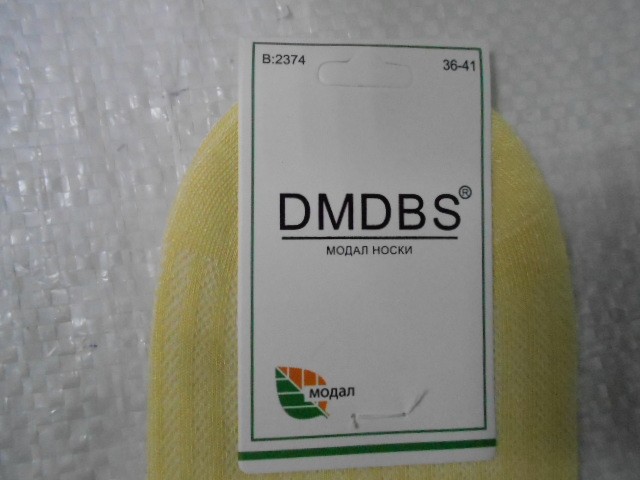 B:2374 36-41
DMDBS®
МОДАЛ НОСКИ
модал